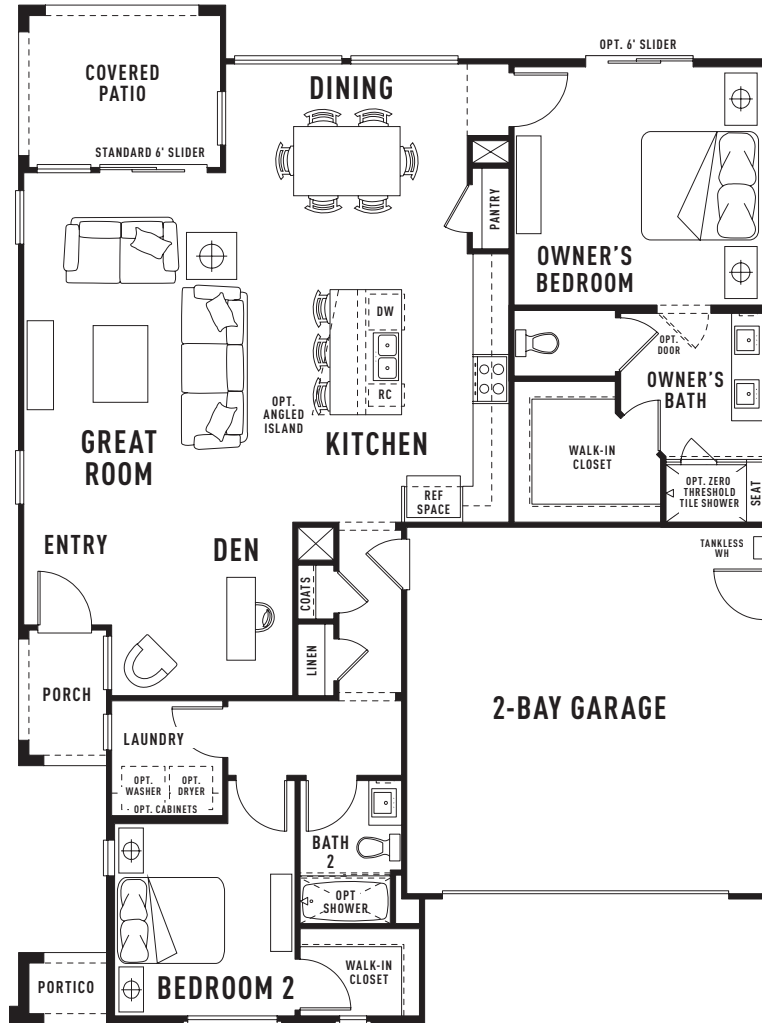 OPT. 6' SLIDER
COVERED
PATIO
DINING
STANDARD 6' SLIDER
PANTRY
OWNER'S
BEDROOM
DW
OPT.
DOOR
OWNER'S
BATH
RC
OPT.
ANGLED
ISLAND
GREAT
ROOM
KITCHEN
WALK-IN
CLOSET
REF
SPACE
OPT. ZERO
THRESHOLD
TILE SHOWER
SEAT
ENTRY
DEN
TANKLESS
WH
COATS
LINEN
PORCH
2-BAY GARAGE
LAUNDRY
OPT.
WASHER
OPT.
DRYER
OPT. CABINETS
BATH
2
OPT
SHOWER
WALK-IN
CLOSET
PORTICO
BEDROOM 2